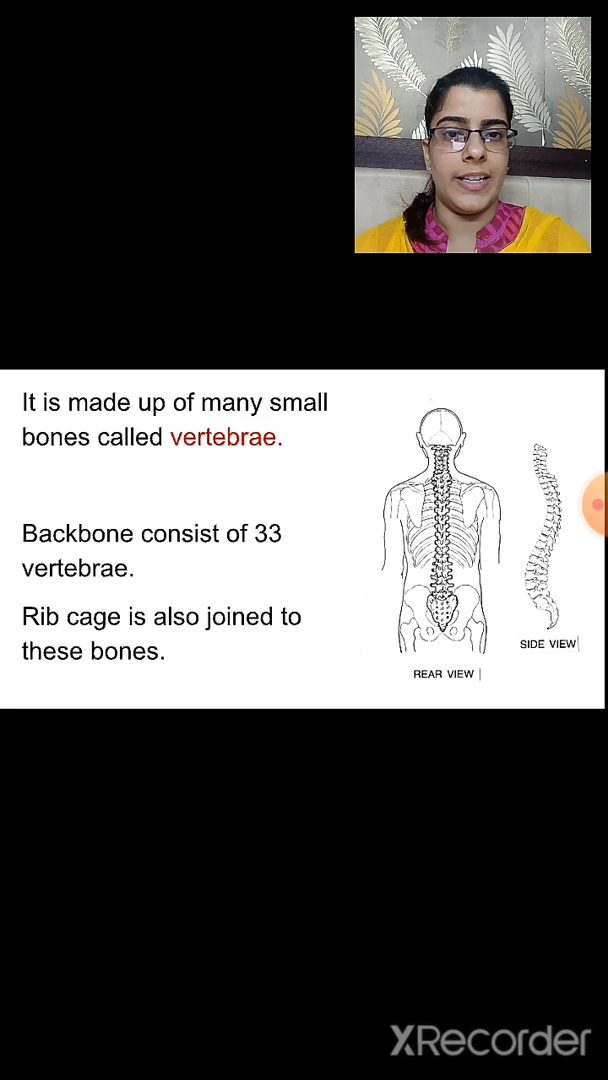 It is made up of many small
bones called vertebrae.
Backbone consist of 33
vertebrae.
Rib cage is also joined to
these bones.
SIDE VIEW
REAR VIEW
XRecorder